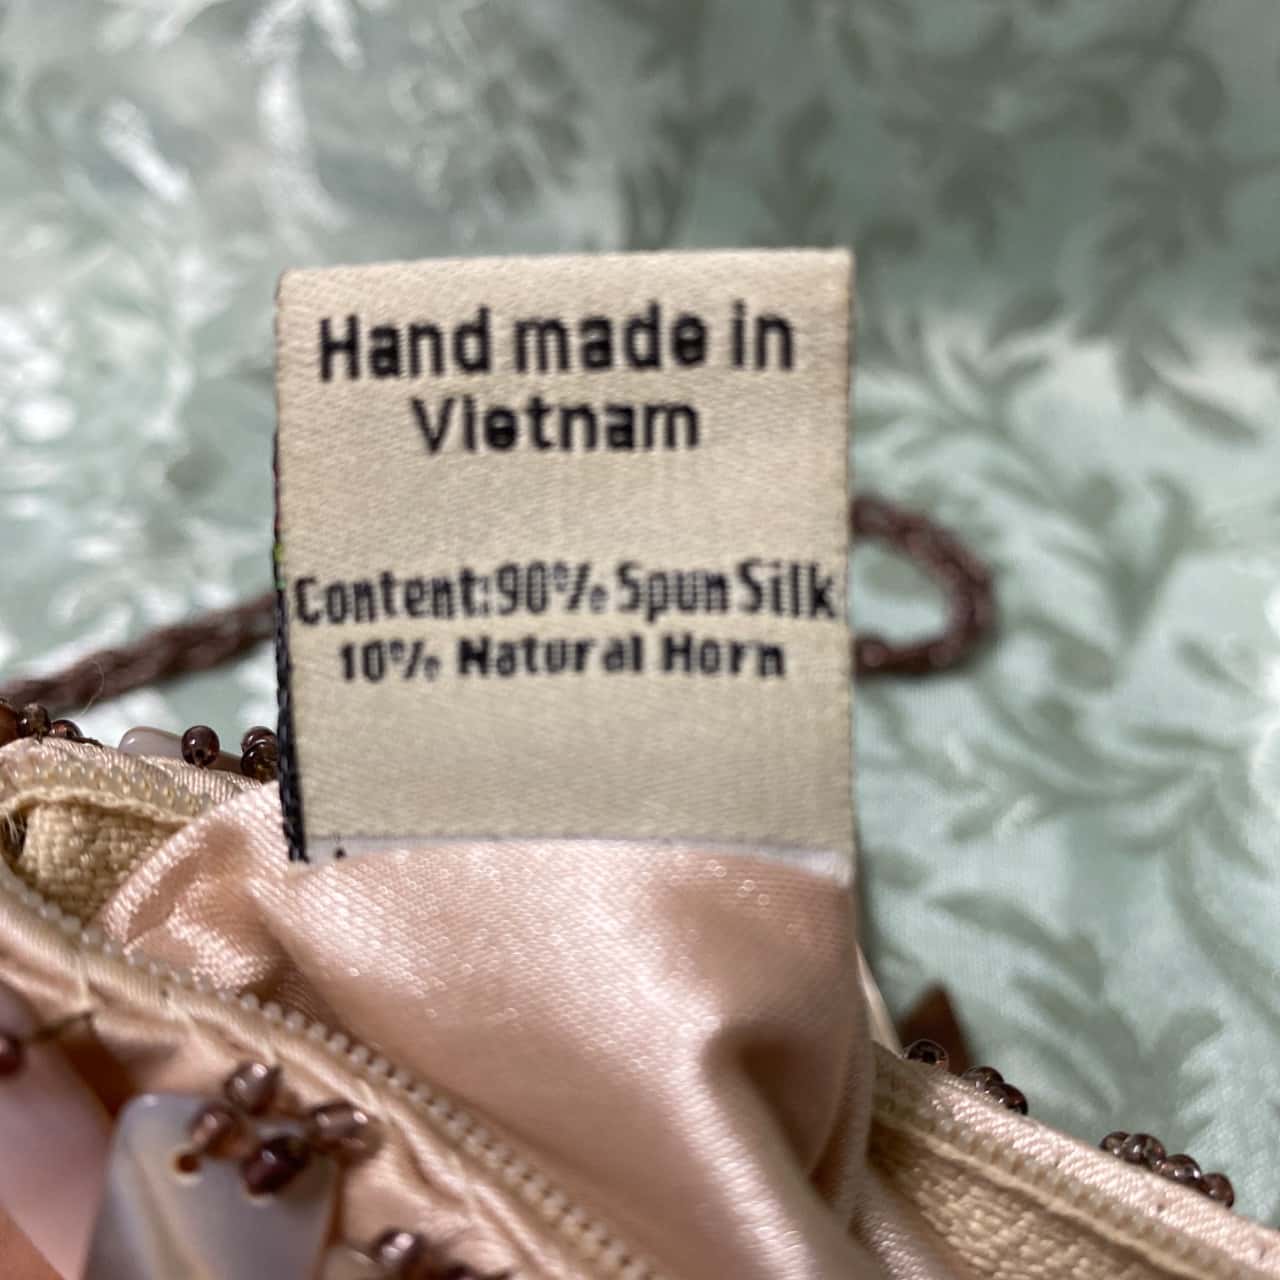 Hand made in
Vietnam
Content:90% Spun Silk
10% Natural Horn